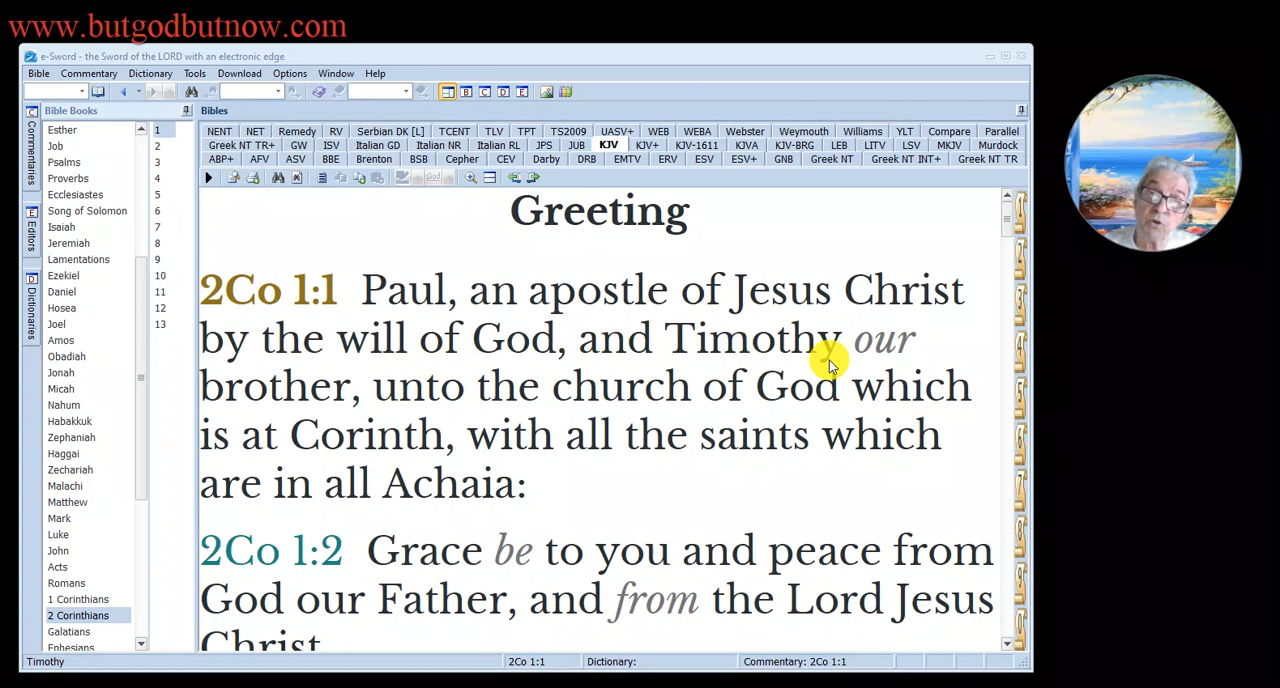 www.butgodbutnow.com
e-Sword - the Sword of the LORD with an electronic edge
Bible Commentary Dictionary Tools Download Options Window Help
B C D E
Bible Books
Bibles
Commentaries
Editors
Dictionaries
Esther
Job
Psalms
Proverbs
Ecclesiastes
Song of Solomon
Isaiah
Jeremiah
Lamentations
Ezekiel
Daniel
Hosea
Joel
Amos
Obadiah
Jonah
Micah
Nahum
Habakkuk
Zephaniah
Haggai
Zechariah
Malachi
Matthew
Mark
Luke
John
Acts
Romans
1 Corinthians
2 Corinthians
Galatians
Ephesians
1
2
3
4
5
6
7
8
9
10
11
12
13
NENT NET Remedy RV Serbian DK [L] TCENT TLV TPT TS2009 UASV+ WEB WEBA Webster Weymouth Williams YLT Compare Parallel
Greek NT TR+ GW ISV Italian GD Italian NR Italian RL JPS JUB KJV KJV+ KJV-1611 KJVA KJV-BRG LEB LITV LSV MKJV Murdock
ABP+ AFV ASV BBE Brenton BSB Cepher CEV Darby DRB EMTV ERV ESV ESV+ GNB Greek NT Greek NT INT+ Greek NT TR
Greeting
2Co 1:1 Paul, an apostle of Jesus Christ
by the will of God, and Timothy our
brother, unto the church of God which
is at Corinth, with all the saints which
are in all Achaia:
2Co 1:2 Grace be to you and peace from
God our Father, and from the Lord Jesus
Christ
Timothy
2Co 1:1
Dictionary:
Commentary: 2Co 1:1